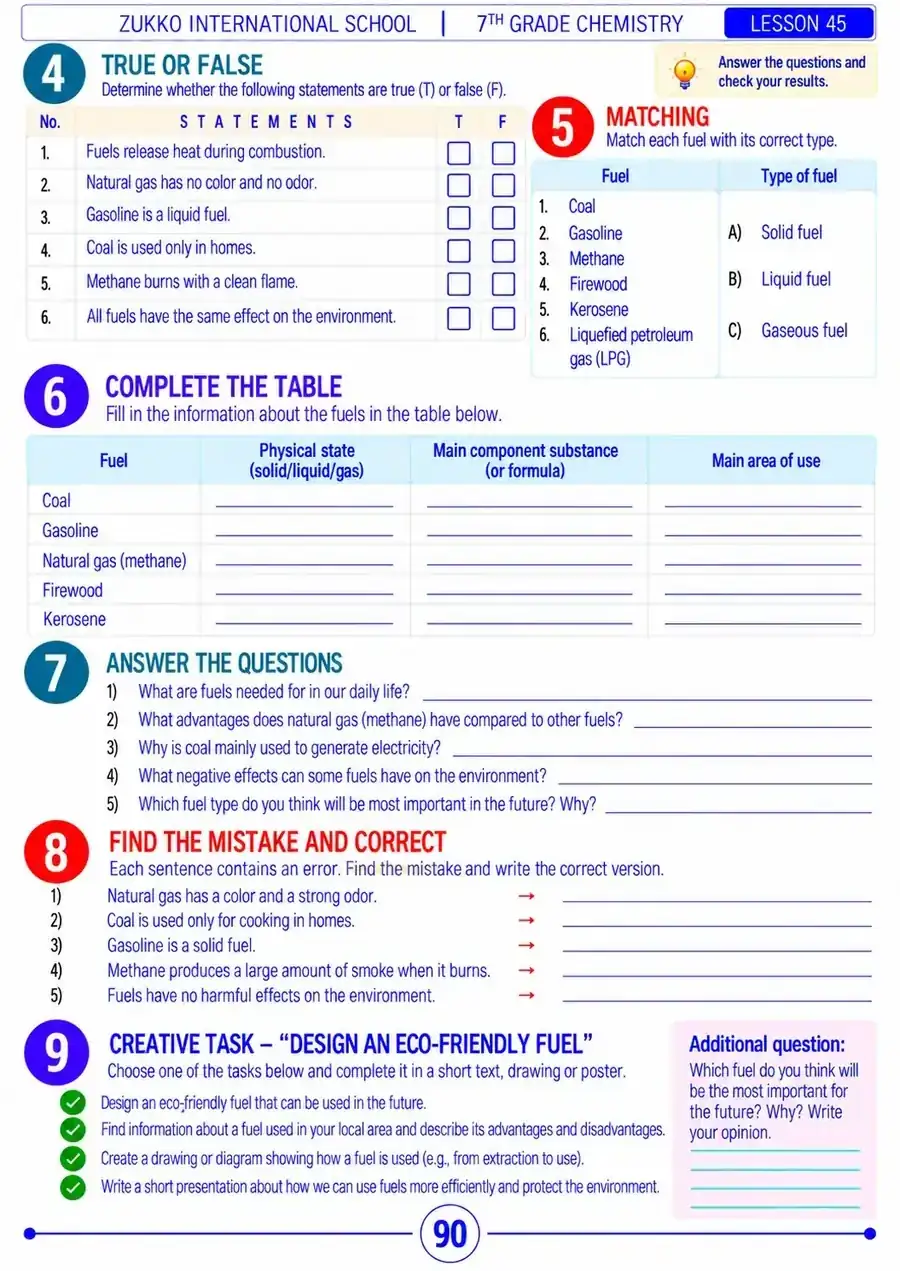 ZUKKO INTERNATIONAL SCHOOL | 7TH GRADE CHEMISTRY LESSON 45
4 TRUE OR FALSE
Determine whether the following statements are true (T) or false (F).
Answer the questions and
check your results.
No. STATEMENTS T F
1. Fuels release heat during combustion.
2. Natural gas has no color and no odor.
3. Gasoline is a liquid fuel.
4. Coal is used only in homes.
5. Methane burns with a clean flame.
6. All fuels have the same effect on the environment.
5 MATCHING
Match each fuel with its correct type.
Fuel Type of fuel
1. Coal
2. Gasoline
3. Methane
4. Firewood
5. Kerosene
6. Liquefied petroleum
gas (LPG)
A) Solid fuel
B) Liquid fuel
C) Gaseous fuel
6 COMPLETE THE TABLE
Fill in the information about the fuels in the table below.
Fuel
Physical state
(solid/liquid/gas)
Main component substance
(or formula)
Main area of use
Coal
Gasoline
Natural gas (methane)
Firewood
Kerosene
7 ANSWER THE QUESTIONS
1) What are fuels needed for in our daily life?
2) What advantages does natural gas (methane) have compared to other fuels?
3) Why is coal mainly used to generate electricity?
4) What negative effects can some fuels have on the environment?
5) Which fuel type do you think will be most important in the future? Why?
8 FIND THE MISTAKE AND CORRECT
Each sentence contains an error. Find the mistake and write the correct version.
1) Natural gas has a color and a strong odor. →
2) Coal is used only for cooking in homes. →
3) Gasoline is a solid fuel. →
4) Methane produces a large amount of smoke when it burns. →
5) Fuels have no harmful effects on the environment. →
9 CREATIVE TASK – “DESIGN AN ECO-FRIENDLY FUEL”
Choose one of the tasks below and complete it in a short text, drawing or poster.
Design an eco-friendly fuel that can be used in the future.
Find information about a fuel used in your local area and describe its advantages and disadvantages.
Create a drawing or diagram showing how a fuel is used (e.g., from extraction to use).
Write a short presentation about how we can use fuels more efficiently and protect the environment.
Additional question:
Which fuel do you think will
be the most important for
the future? Why? Write
your opinion.
90